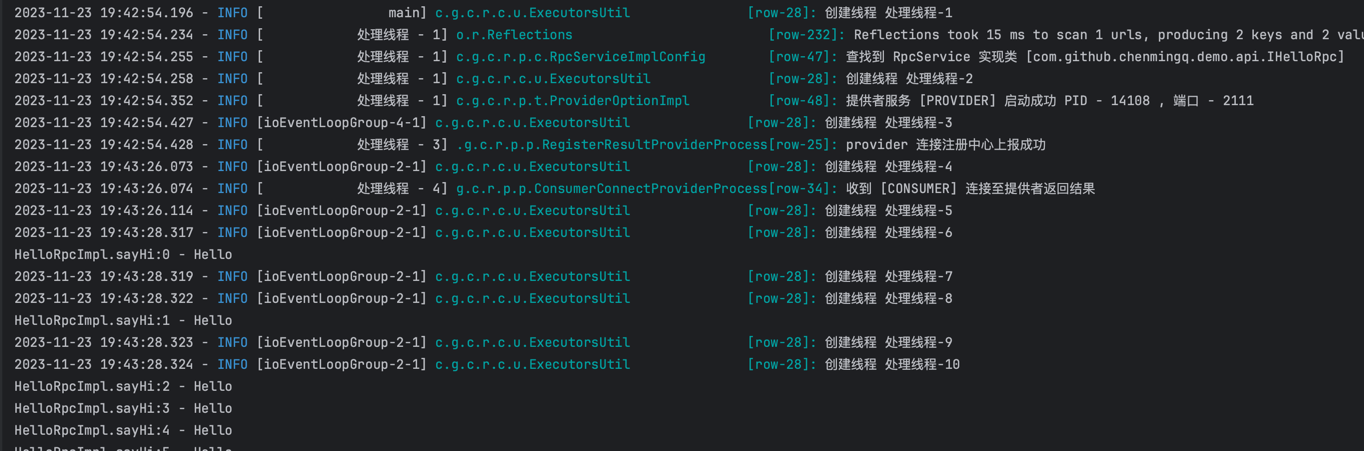 2023-11-23 19:42:54.196 - INFO [                main] c.g.c.r.c.u.ExecutorsUtil               [row-28]: 创建线程 处理线程-1
2023-11-23 19:42:54.234 - INFO [            处理线程 - 1] o.r.Reflections                         [row-232]: Reflections took 15 ms to scan 1 urls, producing 2 keys and 2 valu
2023-11-23 19:42:54.255 - INFO [            处理线程 - 1] c.g.c.r.p.c.RpcServiceImplConfig        [row-47]: 查找到 RpcService 实现类 [com.github.chenmingq.demo.api.IHelloRpc]
2023-11-23 19:42:54.258 - INFO [            处理线程 - 1] c.g.c.r.c.u.ExecutorsUtil               [row-28]: 创建线程 处理线程-2
2023-11-23 19:42:54.352 - INFO [            处理线程 - 1] c.g.c.r.p.t.ProviderOptionImpl          [row-48]: 提供者服务 [PROVIDER] 启动成功 PID - 14108 , 端口 - 2111
2023-11-23 19:42:54.427 - INFO [ioEventLoopGroup-4-1] c.g.c.r.c.u.ExecutorsUtil               [row-28]: 创建线程 处理线程-3
2023-11-23 19:42:54.428 - INFO [            处理线程 - 3] .g.c.r.p.p.RegisterResultProviderProcess[row-25]: provider 连接注册中心上报成功
2023-11-23 19:43:26.073 - INFO [ioEventLoopGroup-2-1] c.g.c.r.c.u.ExecutorsUtil               [row-28]: 创建线程 处理线程-4
2023-11-23 19:43:26.074 - INFO [            处理线程 - 4] g.c.r.p.p.ConsumerConnectProviderProcess[row-34]: 收到 [CONSUMER] 连接至提供者返回结果
2023-11-23 19:43:26.114 - INFO [ioEventLoopGroup-2-1] c.g.c.r.c.u.ExecutorsUtil               [row-28]: 创建线程 处理线程-5
2023-11-23 19:43:28.317 - INFO [ioEventLoopGroup-2-1] c.g.c.r.c.u.ExecutorsUtil               [row-28]: 创建线程 处理线程-6
HelloRpcImpl.sayHi:0 - Hello
2023-11-23 19:43:28.319 - INFO [ioEventLoopGroup-2-1] c.g.c.r.c.u.ExecutorsUtil               [row-28]: 创建线程 处理线程-7
2023-11-23 19:43:28.322 - INFO [ioEventLoopGroup-2-1] c.g.c.r.c.u.ExecutorsUtil               [row-28]: 创建线程 处理线程-8
HelloRpcImpl.sayHi:1 - Hello
2023-11-23 19:43:28.323 - INFO [ioEventLoopGroup-2-1] c.g.c.r.c.u.ExecutorsUtil               [row-28]: 创建线程 处理线程-9
2023-11-23 19:43:28.324 - INFO [ioEventLoopGroup-2-1] c.g.c.r.c.u.ExecutorsUtil               [row-28]: 创建线程 处理线程-10
HelloRpcImpl.sayHi:2 - Hello
HelloRpcImpl.sayHi:3 - Hello
HelloRpcImpl.sayHi:4 - Hello